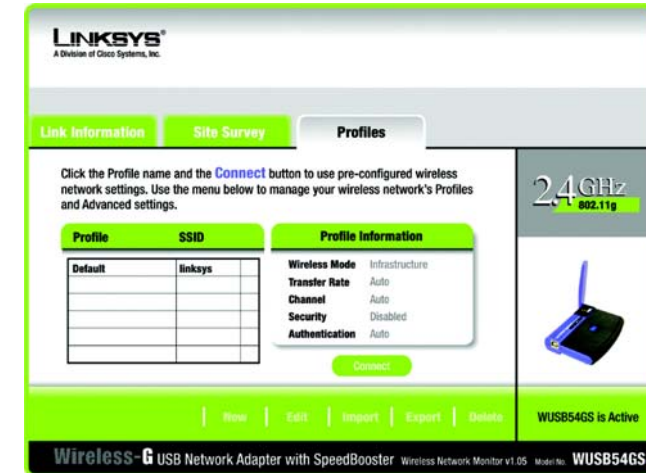 LINKSYS®
A Division of Cisco Systems, Inc.
Link Information Site Survey Profiles
Click the Profile name and the Connect button to use pre-configured wireless
network settings. Use the menu below to manage your wireless network's Profiles
and Advanced settings.
Profile SSID
Default linksys
Profile Information
Wireless Mode Infrastructure
Transfer Rate Auto
Channel Auto
Security Disabled
Authentication Auto
Connect
2.4GHz
802.11g
New Edit Import Export Delete
WUSB54GS is Active
Wireless-G USB Network Adapter with SpeedBooster Wireless Network Monitor v1.05 Model No. WUSB54GS